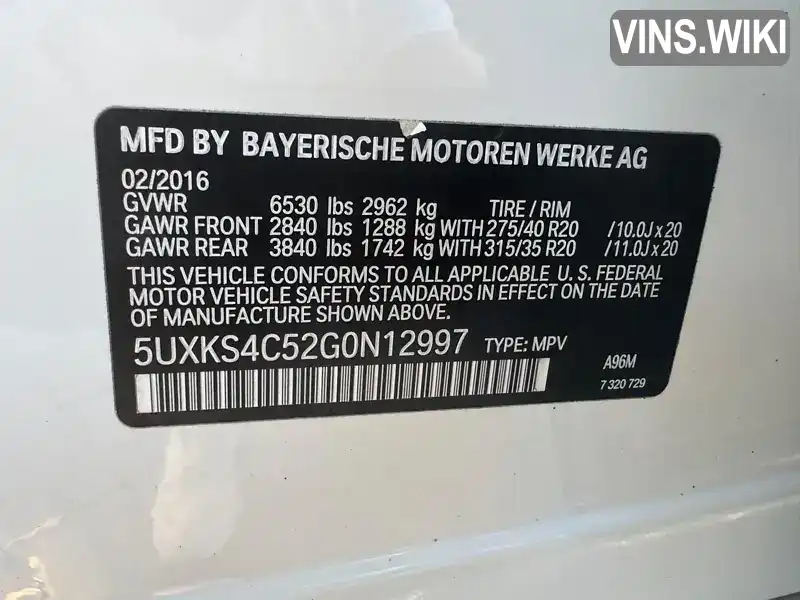 VINS.WIKI
MFD BY BAYERISCHE MOTOREN WERKE AG
02/2016
GVWR 6530 lbs 2962 kg TIRE / RIM
GAWR FRONT 2840 lbs 1288 kg WITH 275/40 R20 /10.0J x 20
GAWR REAR 3840 lbs 1742 kg WITH 315/35 R20 /11.0J x 20
THIS VEHICLE CONFORMS TO ALL APPLICABLE U. S. FEDERAL
MOTOR VEHICLE SAFETY STANDARDS IN EFFECT ON THE DATE
OF MANUFACTURE SHOWN ABOVE.
5UXKS4C52G0N12997 TYPE: MPV
A96M
7 320 729